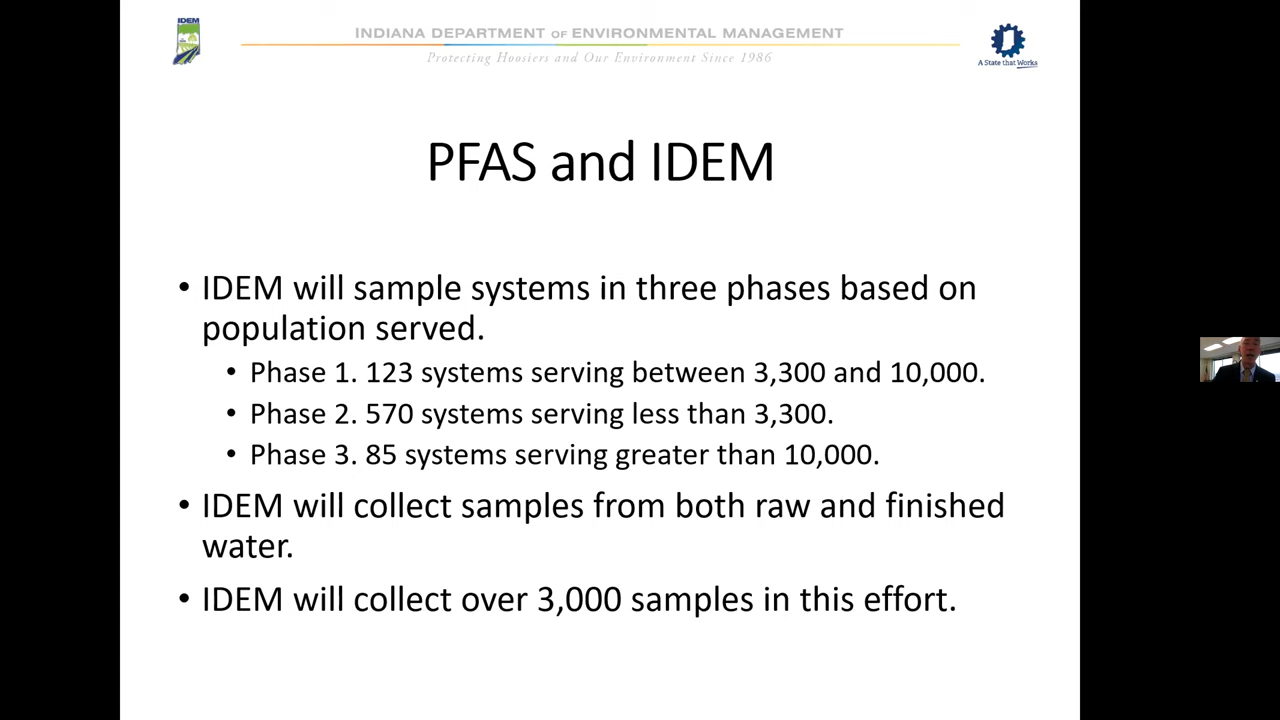 IDEM
INDIANA DEPARTMENT OF ENVIRONMENTAL MANAGEMENT
Protecting Hoosiers and Our Environment Since 1986
A State that Works
PFAS and IDEM
• IDEM will sample systems in three phases based on
population served.
• Phase 1. 123 systems serving between 3,300 and 10,000.
• Phase 2. 570 systems serving less than 3,300.
• Phase 3. 85 systems serving greater than 10,000.
• IDEM will collect samples from both raw and finished
water.
• IDEM will collect over 3,000 samples in this effort.